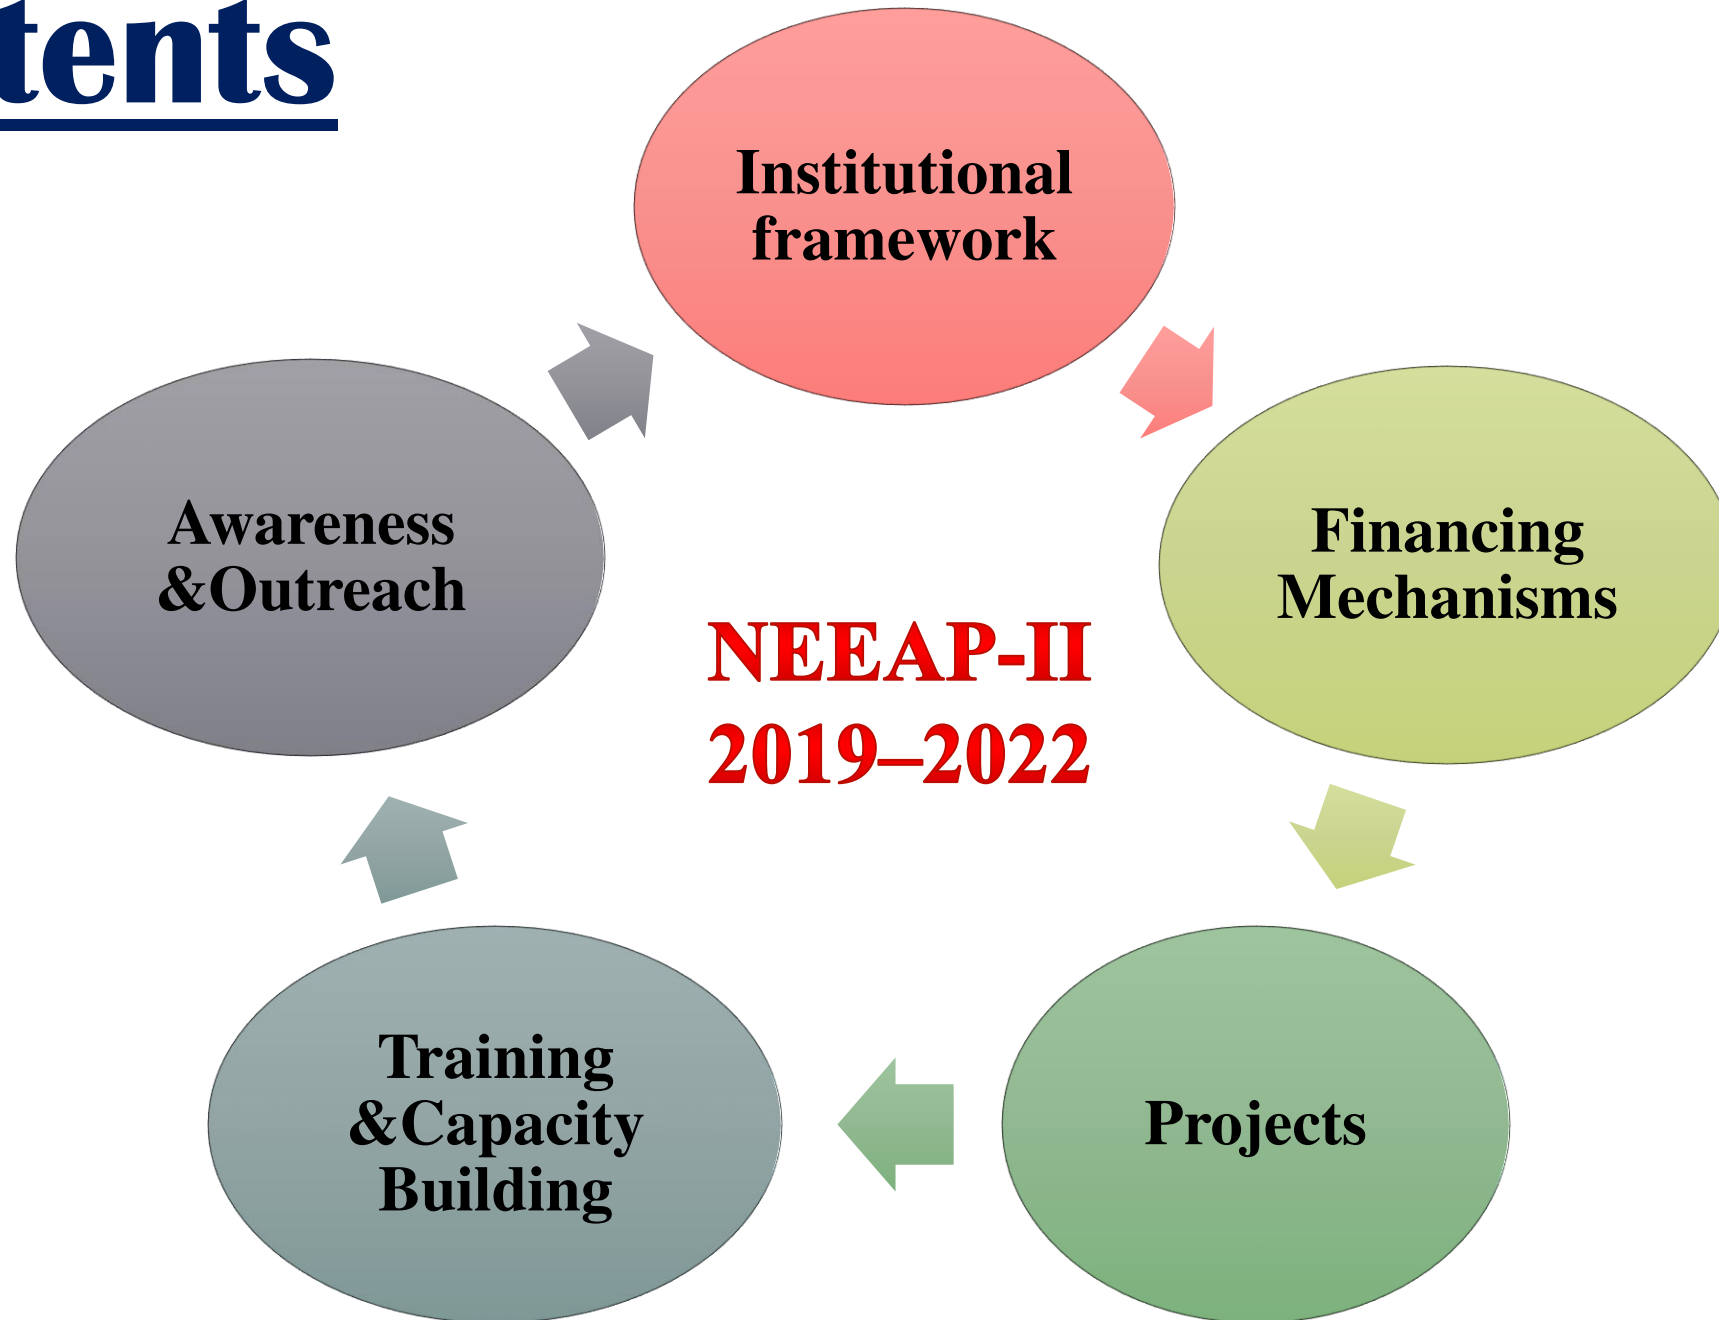 tents
Institutional
framework
Awareness
&Outreach
Financing
Mechanisms
NEEAP-II
2019–2022
Training
&Capacity
Building
Projects